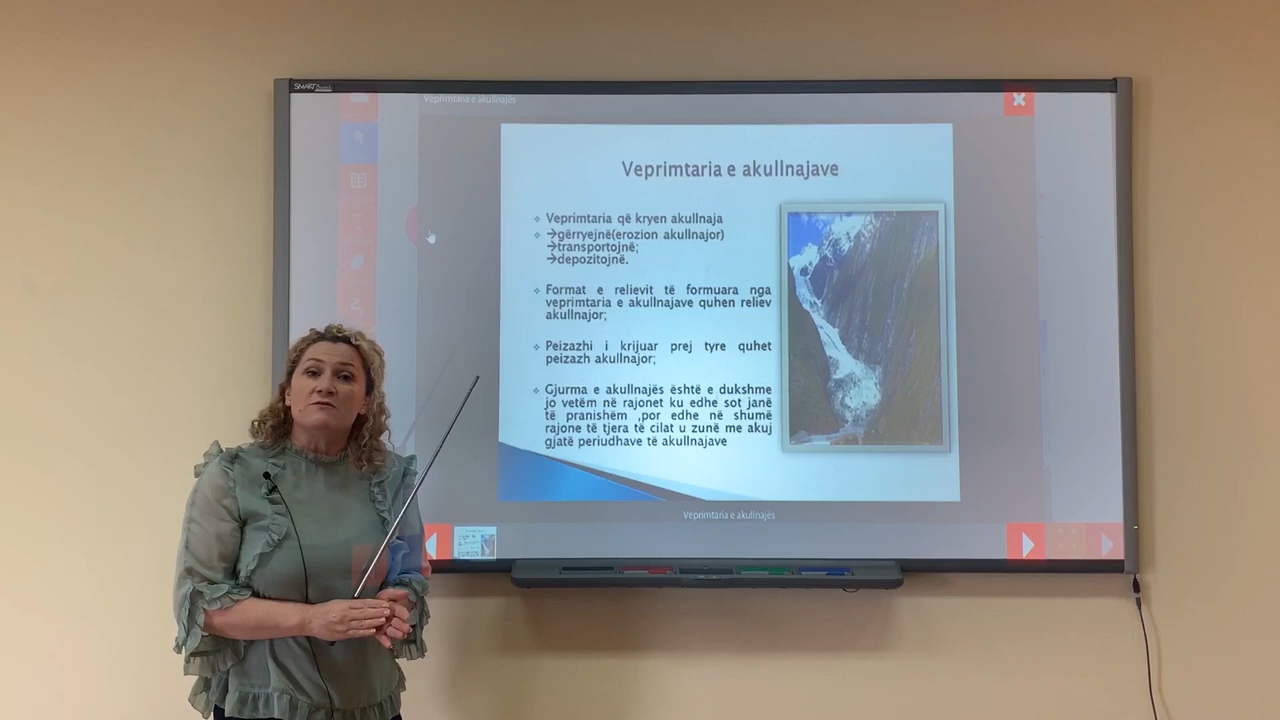 SMART Board
Veprimtaria e akullnajës
Veprimtaria e akullnajave
Veprimtaria që kryen akullnaja
→gërryejnë(erozion akullnajor)
→transportojnë;
→depozitojnë.
Format e relievit të formuara nga
veprimtaria e akullnajave quhen reliev
akullnajor;
Peizazhi i krijuar prej tyre quhet
peizazh akullnajor;
Gjurma e akullnajës është e dukshme
jo vetëm në rajonet ku edhe sot janë
të pranishëm ,por edhe në shumë
rajone të tjera të cilat u zunë me akuj
gjatë periudhave të akullnajave
Veprimtaria e akullnajës